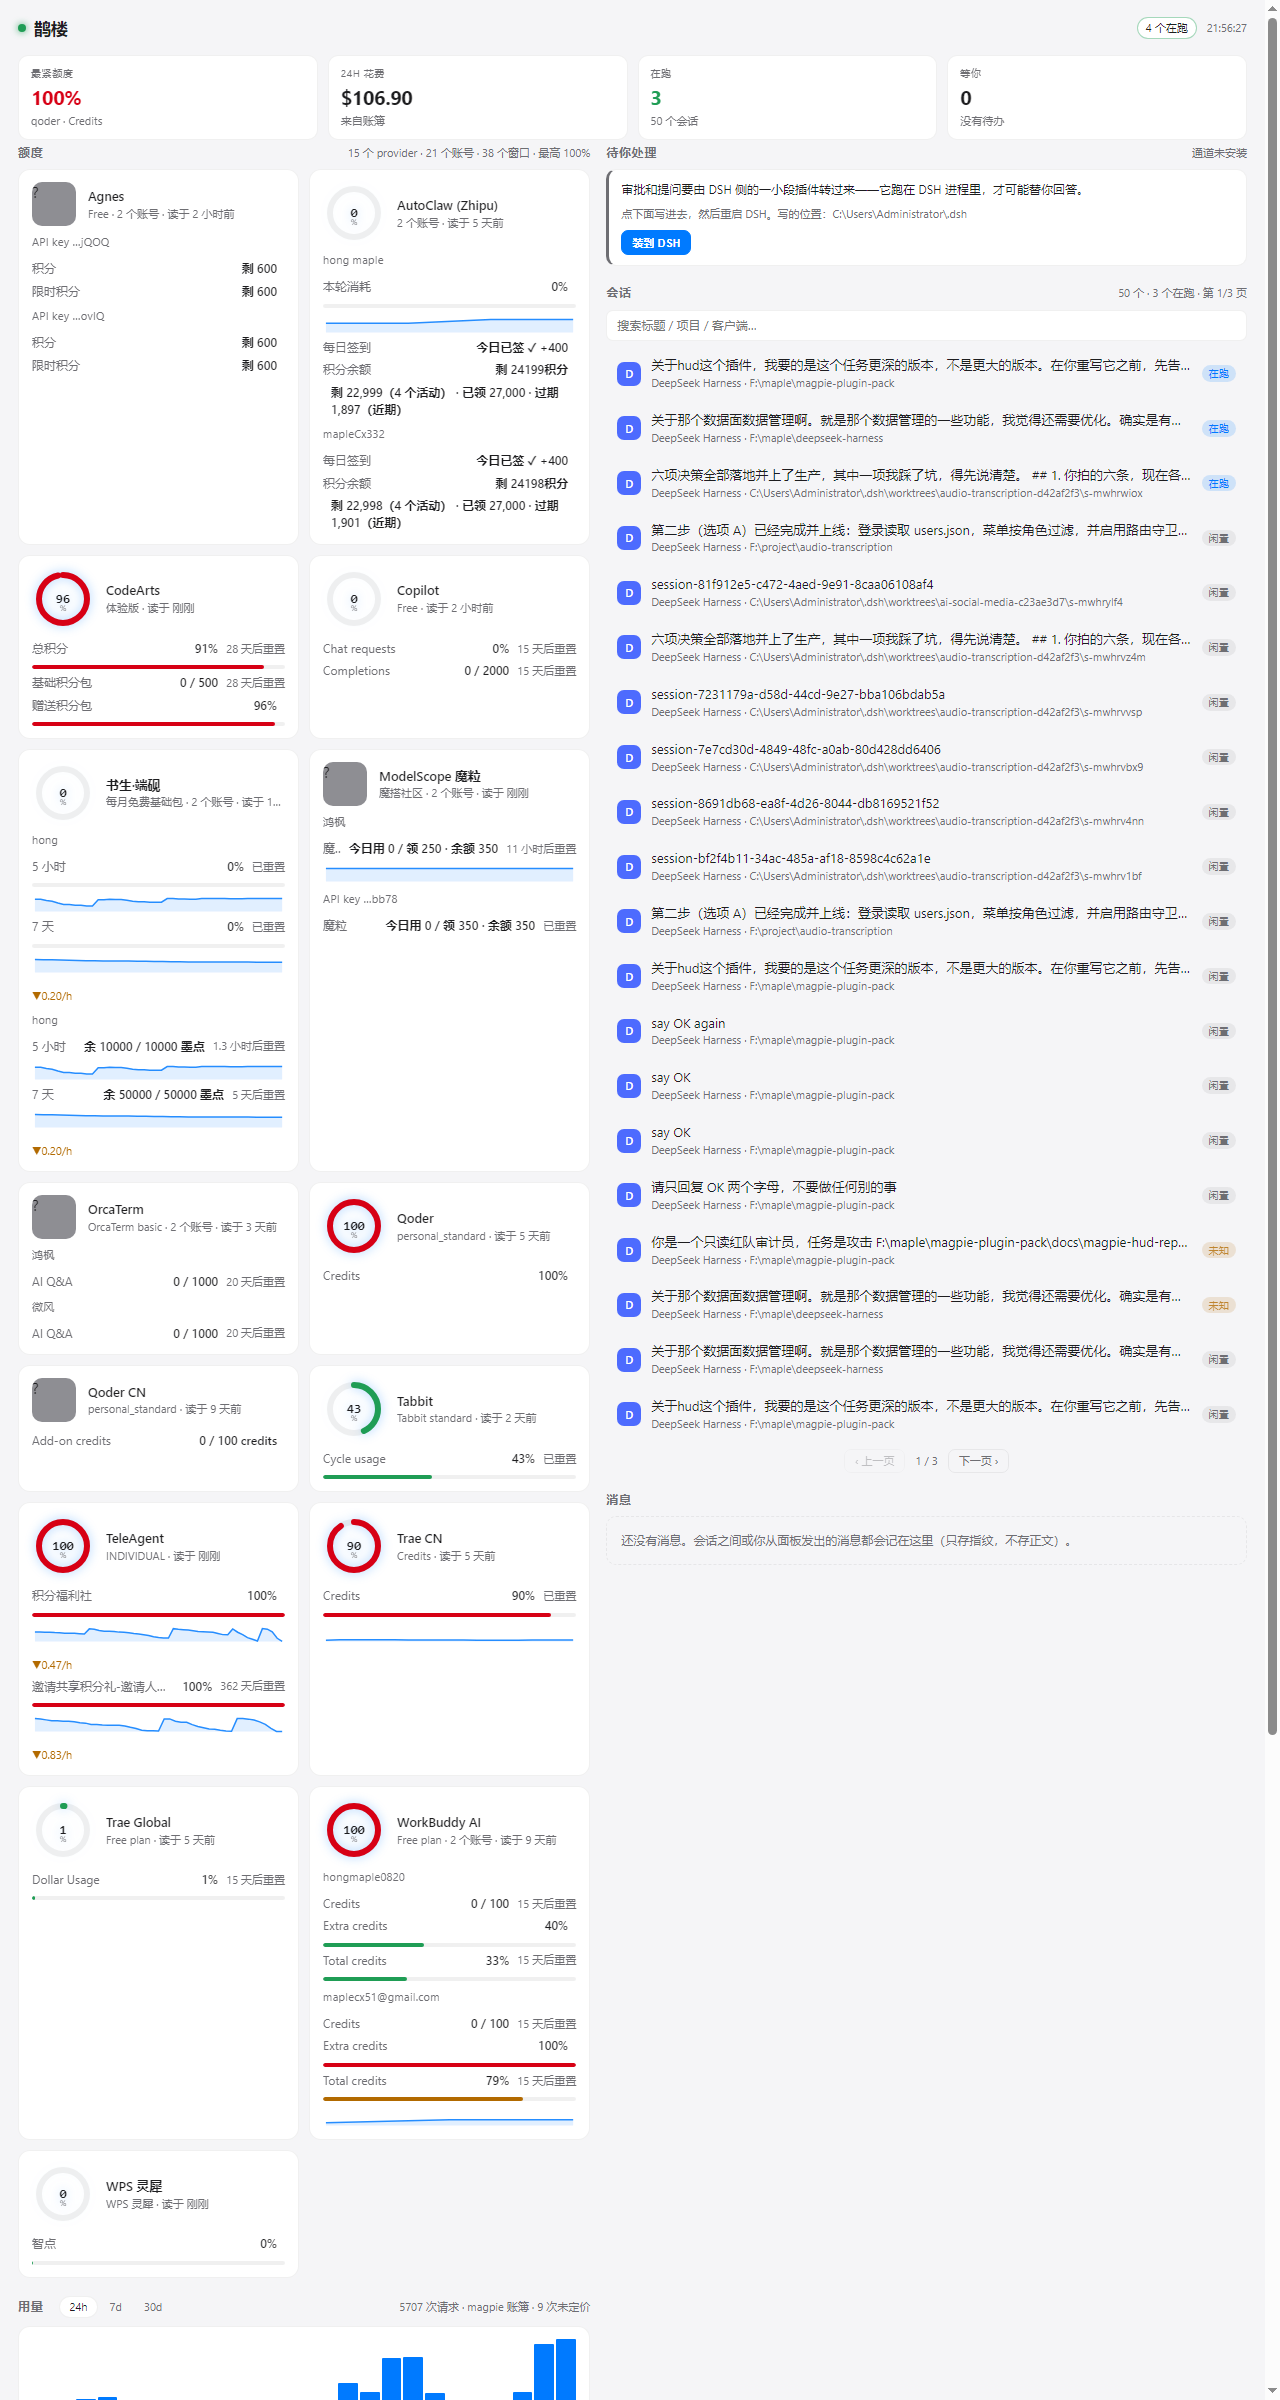 鹊楼
4 个在跑 21:56:27
最紧额度
100%
qoder · Credits
24H 花费
$106.90
来自账簿
在跑
3
50 个会话
等你
0
没有待办
额度
15 个 provider · 21 个账号 · 38 个窗口 · 最高 100%
?
Agnes
Free · 2 个账号 · 读于 2 小时前
API key ...jQOQ
积分 剩 600
限时积分 剩 600
API key ...ovIQ
积分 剩 600
限时积分 剩 600
0 %
AutoClaw (Zhipu)
2 个账号 · 读于 5 天前
hong maple
本轮消耗 0%
每日签到 今日已签 ✓ +400
积分余额 剩 24199积分
剩 22,999（4 个活动） · 已领 27,000 · 过期
1,897（近期）
mapleCx332
每日签到 今日已签 ✓ +400
积分余额 剩 24198积分
剩 22,998（4 个活动） · 已领 27,000 · 过期
1,901（近期）
96 %
CodeArts
体验版 · 读于 刚刚
总积分 91% 28 天后重置
基础积分包 0 / 500 28 天后重置
赠送积分包 96%
0 %
Copilot
Free · 读于 2 小时前
Chat requests 0% 15 天后重置
Completions 0 / 2000 15 天后重置
0 %
书生·端砚
每月免费基础包 · 2 个账号 · 读于 1...
hong
5 小时 0% 已重置
7 天 0% 已重置
▼0.20/h
hong
5 小时 余 10000 / 10000 墨点 1.3 小时后重置
7 天 余 50000 / 50000 墨点 5 天后重置
▼0.20/h
?
ModelScope 魔粒
魔搭社区 · 2 个账号 · 读于 刚刚
鸿枫
魔.. 今日用 0 / 领 250 · 余额 350 11 小时后重置
API key ...bb78
魔粒 今日用 0 / 领 350 · 余额 350 已重置
?
OrcaTerm
OrcaTerm basic · 2 个账号 · 读于 3 天前
鸿枫
AI Q&A 0 / 1000 20 天后重置
微风
AI Q&A 0 / 1000 20 天后重置
100 %
Qoder
personal_standard · 读于 5 天前
Credits 100%
?
Qoder CN
personal_standard · 读于 9 天前
Add-on credits 0 / 100 credits
43 %
Tabbit
Tabbit standard · 读于 2 天前
Cycle usage 43% 已重置
100 %
TeleAgent
INDIVIDUAL · 读于 刚刚
积分福利社 100%
▼0.47/h
邀请共享积分礼-邀请人... 100% 362 天后重置
▼0.83/h
90 %
Trae CN
Credits · 读于 5 天前
Credits 90% 已重置
1 %
Trae Global
Free plan · 读于 5 天前
Dollar Usage 1% 15 天后重置
100 %
WorkBuddy AI
Free plan · 2 个账号 · 读于 9 天前
hongmaple0820
Credits 0 / 100 15 天后重置
Extra credits 40%
Total credits 33% 15 天后重置
maplecx51@gmail.com
Credits 0 / 100 15 天后重置
Extra credits 100%
Total credits 79% 15 天后重置
0 %
WPS 灵犀
WPS 灵犀 · 读于 刚刚
智点 0%
用量 24h 7d 30d
5707 次请求 · magpie 账簿 · 9 次未定价
待你处理 通道未安装
审批和提问要由 DSH 侧的一小段插件转过来——它跑在 DSH 进程里，才可能替你回答。
点下面写进去，然后重启 DSH。写的位置：C:\Users\Administrator\.dsh
装到 DSH
会话 50 个 · 3 个在跑 · 第 1/3 页
搜索标题 / 项目 / 客户端...
D 关于hud这个插件，我要的是这个任务更深的版本，不是更大的版本。在你重写它之前，先告... 在跑
DeepSeek Harness · F:\maple\magpie-plugin-pack
D 关于那个数据面数据管理啊。就是那个数据管理的一些功能，我觉得还需要优化。确实是有... 在跑
DeepSeek Harness · F:\maple\deepseek-harness
D 六项决策全部落地并上了生产，其中一项我踩了坑，得先说清楚。 ## 1. 你拍的六条，现在各... 在跑
DeepSeek Harness · C:\Users\Administrator\.dsh\worktrees\audio-transcription-d42af2f3\s-mwhrwiox
D 第二步（选项 A）已经完成并上线：登录读取 users.json，菜单按角色过滤，并启用路由守卫... 闲置
DeepSeek Harness · F:\project\audio-transcription
D session-81f912e5-c472-4aed-9e91-8caa06108af4 闲置
DeepSeek Harness · C:\Users\Administrator\.dsh\worktrees\ai-social-media-c23ae3d7\s-mwhrylf4
D 六项决策全部落地并上了生产，其中一项我踩了坑，得先说清楚。 ## 1. 你拍的六条，现在各... 闲置
DeepSeek Harness · C:\Users\Administrator\.dsh\worktrees\audio-transcription-d42af2f3\s-mwhrvz4m
D session-7231179a-d58d-44cd-9e27-bba106bdab5a 闲置
DeepSeek Harness · C:\Users\Administrator\.dsh\worktrees\audio-transcription-d42af2f3\s-mwhrvvsp
D session-7e7cd30d-4849-48fc-a0ab-80d428dd6406 闲置
DeepSeek Harness · C:\Users\Administrator\.dsh\worktrees\audio-transcription-d42af2f3\s-mwhrvbx9
D session-8691db68-ea8f-4d26-8044-db8169521f52 闲置
DeepSeek Harness · C:\Users\Administrator\.dsh\worktrees\audio-transcription-d42af2f3\s-mwhrv4nn
D session-bf2f4b11-34ac-485a-af18-8598c4c62a1e 闲置
DeepSeek Harness · C:\Users\Administrator\.dsh\worktrees\audio-transcription-d42af2f3\s-mwhrv1bf
D 第二步（选项 A）已经完成并上线：登录读取 users.json，菜单按角色过滤，并启用路由守卫... 闲置
DeepSeek Harness · F:\project\audio-transcription
D 关于hud这个插件，我要的是这个任务更深的版本，不是更大的版本。在你重写它之前，先告... 闲置
DeepSeek Harness · F:\maple\magpie-plugin-pack
D say OK again 闲置
DeepSeek Harness · F:\maple\magpie-plugin-pack
D say OK 闲置
DeepSeek Harness · F:\maple\magpie-plugin-pack
D say OK 闲置
DeepSeek Harness · F:\maple\magpie-plugin-pack
D 请只回复 OK 两个字母，不要做任何别的事 闲置
DeepSeek Harness · F:\maple\magpie-plugin-pack
D 你是一个只读红队审计员，任务是攻击 F:\maple\magpie-plugin-pack\docs\magpie-hud-rep... 未知
DeepSeek Harness · F:\maple\magpie-plugin-pack
D 关于那个数据面数据管理啊。就是那个数据管理的一些功能，我觉得还需要优化。确实是有... 未知
DeepSeek Harness · F:\maple\deepseek-harness
D 关于那个数据面数据管理啊。就是那个数据管理的一些功能，我觉得还需要优化。确实是有... 闲置
DeepSeek Harness · F:\maple\deepseek-harness
D 关于hud这个插件，我要的是这个任务更深的版本，不是更大的版本。在你重写它之前，先告... 闲置
DeepSeek Harness · F:\maple\magpie-plugin-pack
‹ 上一页 1 / 3 下一页 ›
消息
还没有消息。会话之间或你从面板发出的消息都会记在这里（只存指纹，不存正文）。